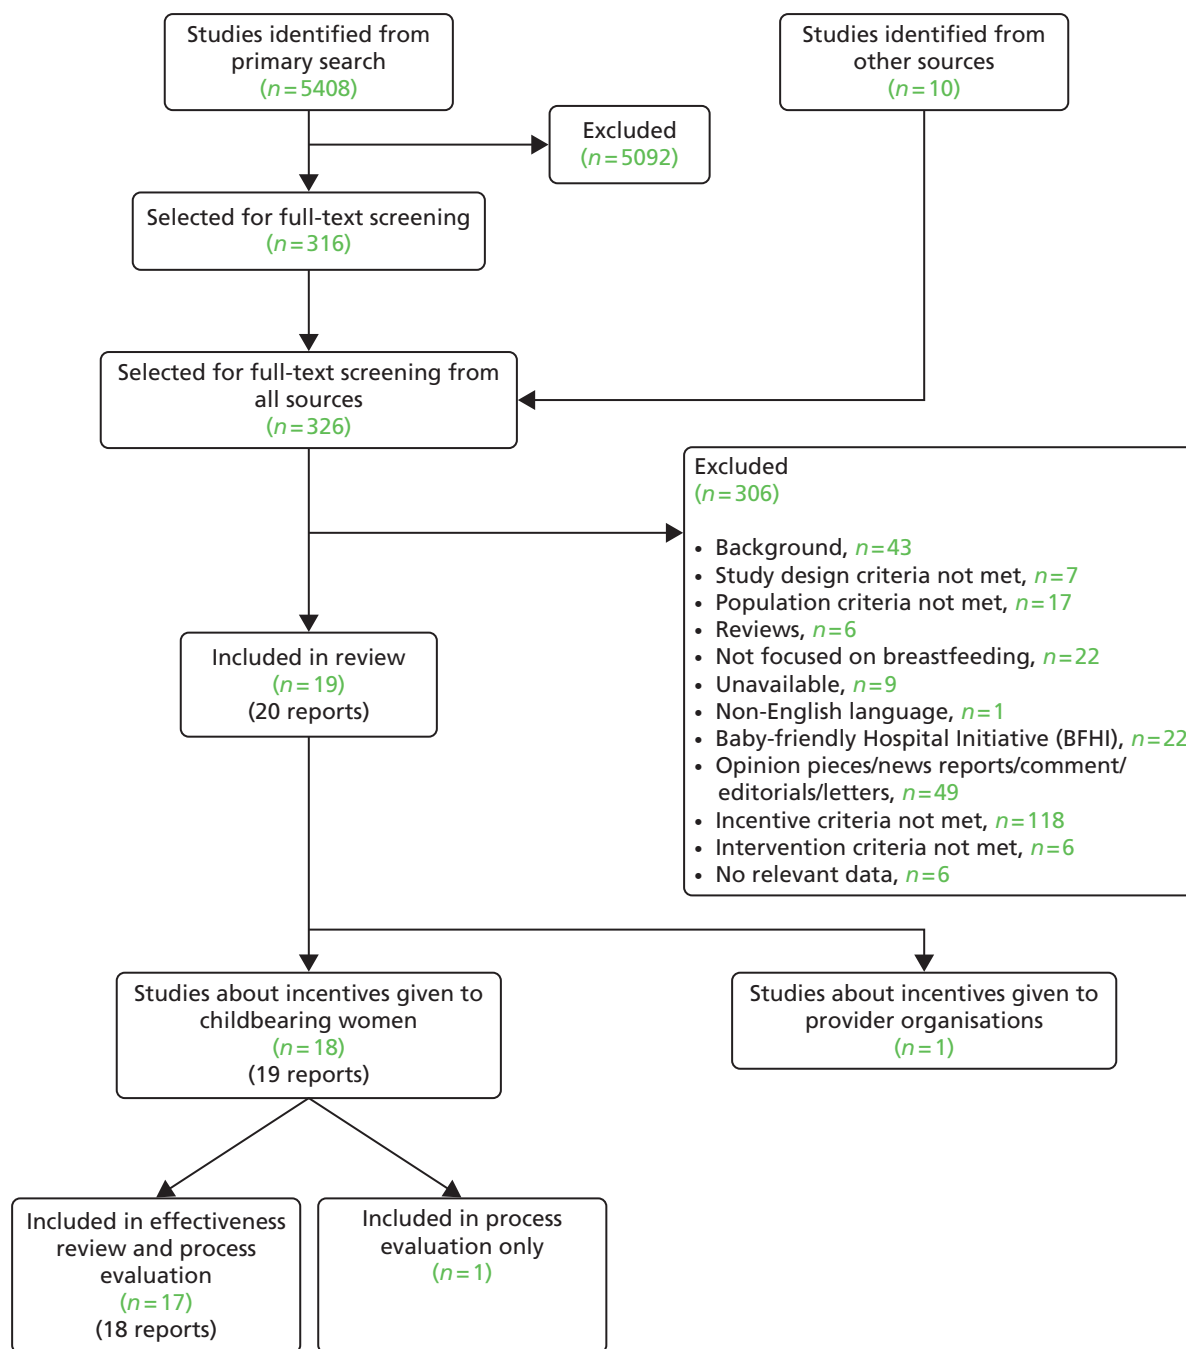 Studies identified from
primary search
(n=5408)
Studies identified from
other sources
(n=10)
Excluded
(n=5092)
Selected for full-text screening
(n=316)
Selected for full-text screening from
all sources
(n=326)
Excluded
(n=306)
• Background, n=43
• Study design criteria not met, n=7
• Population criteria not met, n=17
• Reviews, n=6
• Not focused on breastfeeding, n=22
• Unavailable, n=9
• Non-English language, n=1
• Baby-friendly Hospital Initiative (BFHI), n=22
• Opinion pieces/news reports/comment/
editorials/letters, n=49
• Incentive criteria not met, n=118
• Intervention criteria not met, n=6
• No relevant data, n=6
Included in review
(n=19)
(20 reports)
Studies about incentives given to
childbearing women
(n=18)
(19 reports)
Studies about incentives given to
provider organisations
(n=1)
Included in effectiveness
review and process
evaluation
(n=17)
(18 reports)
Included in process
evaluation only
(n=1)